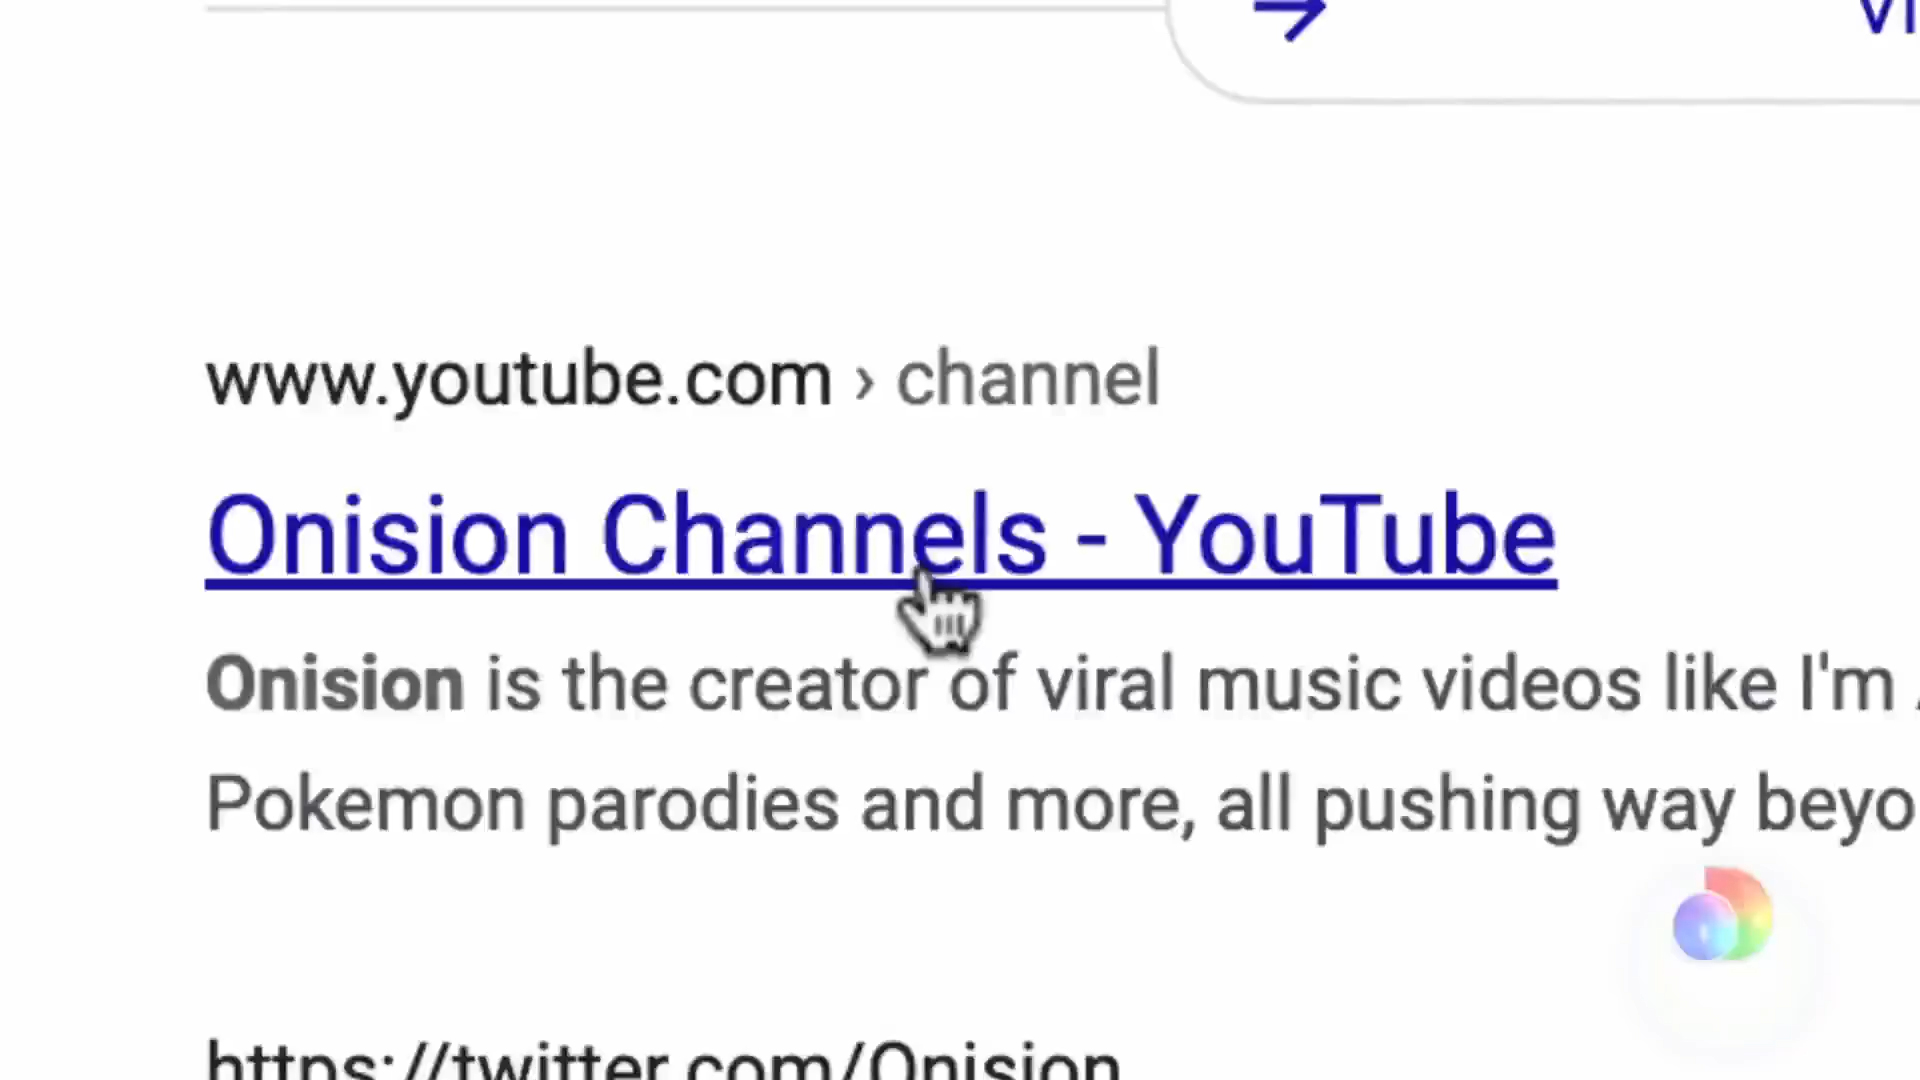 www.youtube.com › channel
Onision Channels - YouTube
Onision is the creator of viral music videos like I'm
Pokemon parodies and more, all pushing way beyo
https://twitter.com/Onision